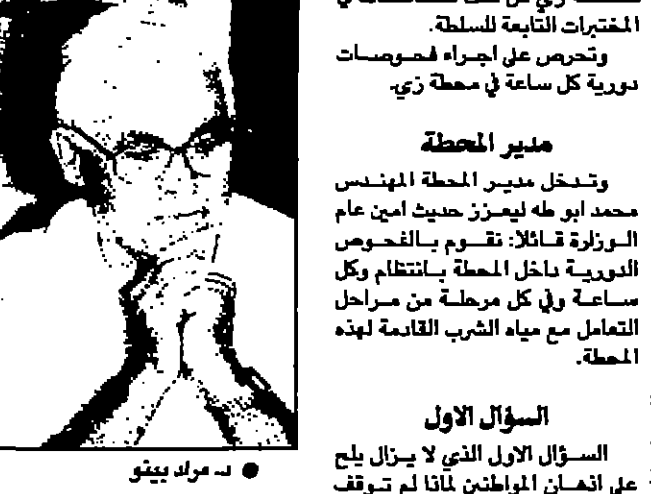 المختبرات التابعة للسلطة.
وتحرص على اجراء فحوصات
دورية كل ساعة في محطة زي.
مدير المحطة
وتدخل مدير المحطة المهندس
محمد ابو طه ليعزز حديث امين عام
الوزارة قائلا: نقوم بالفحوص
الدورية داخل المحطة بانتظام وكل
ساعة وفي كل مرحلة من مراحل
التعامل مع مياه الشرب القادمة لهذه
المحطة.
السؤال الاول
السؤال الاول الذي لا يزال يلح
على اذهان المواطنين لماذا لم توقف
● د. مراد بينو